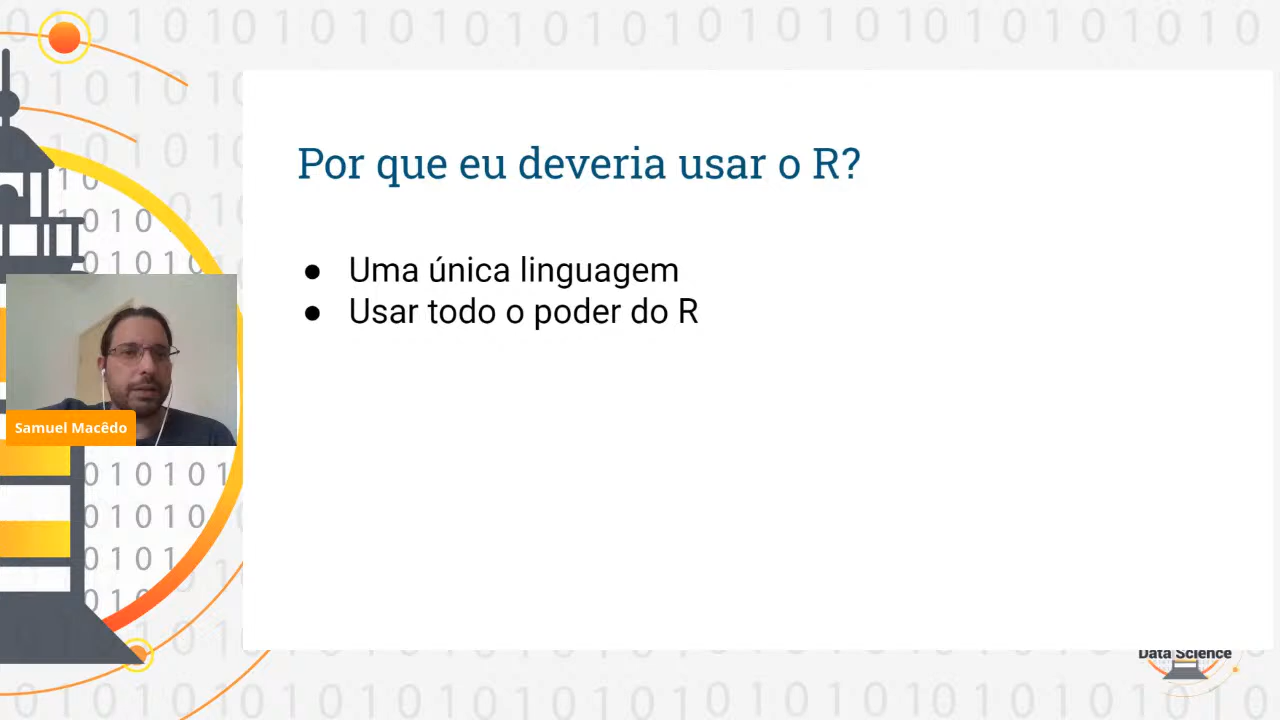 Por que eu deveria usar o R?
● Uma única linguagem
● Usar todo o poder do R
Samuel Macêdo
Data Science